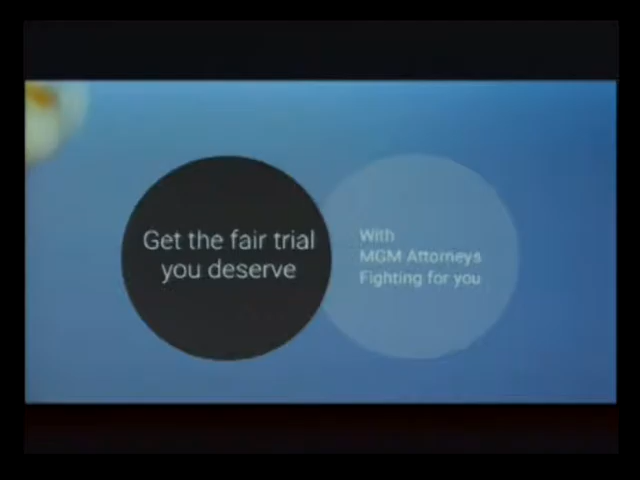 Get the fair trial
you deserve
With
MGM Attorneys
Fighting for you